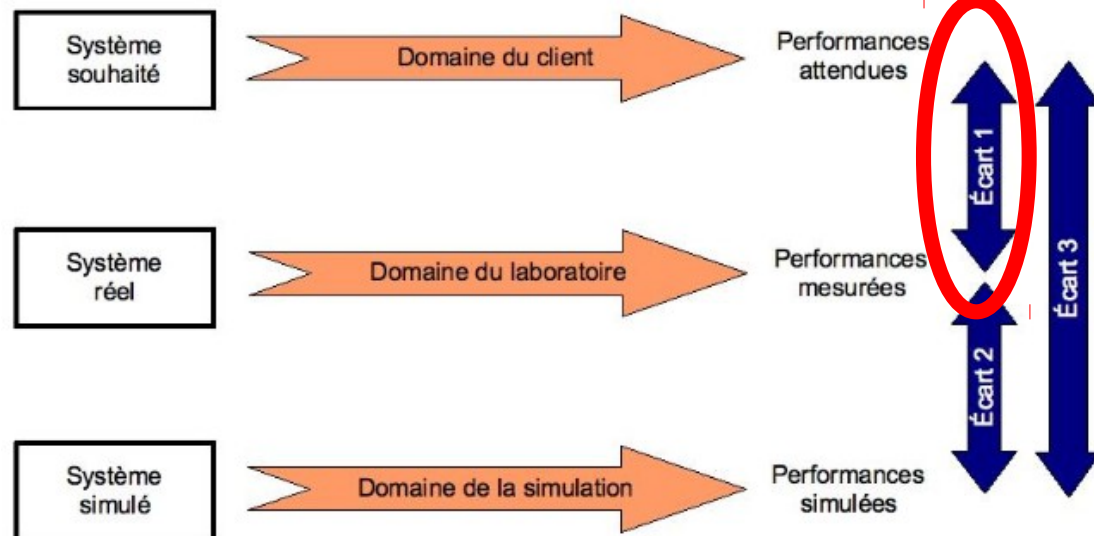 Système
souhaité
Domaine du client
Performances
attendues
Écart 1
Écart 3
Système
réel
Domaine du laboratoire
Performances
mesurées
Écart 2
Système
simulé
Domaine de la simulation
Performances
simulées